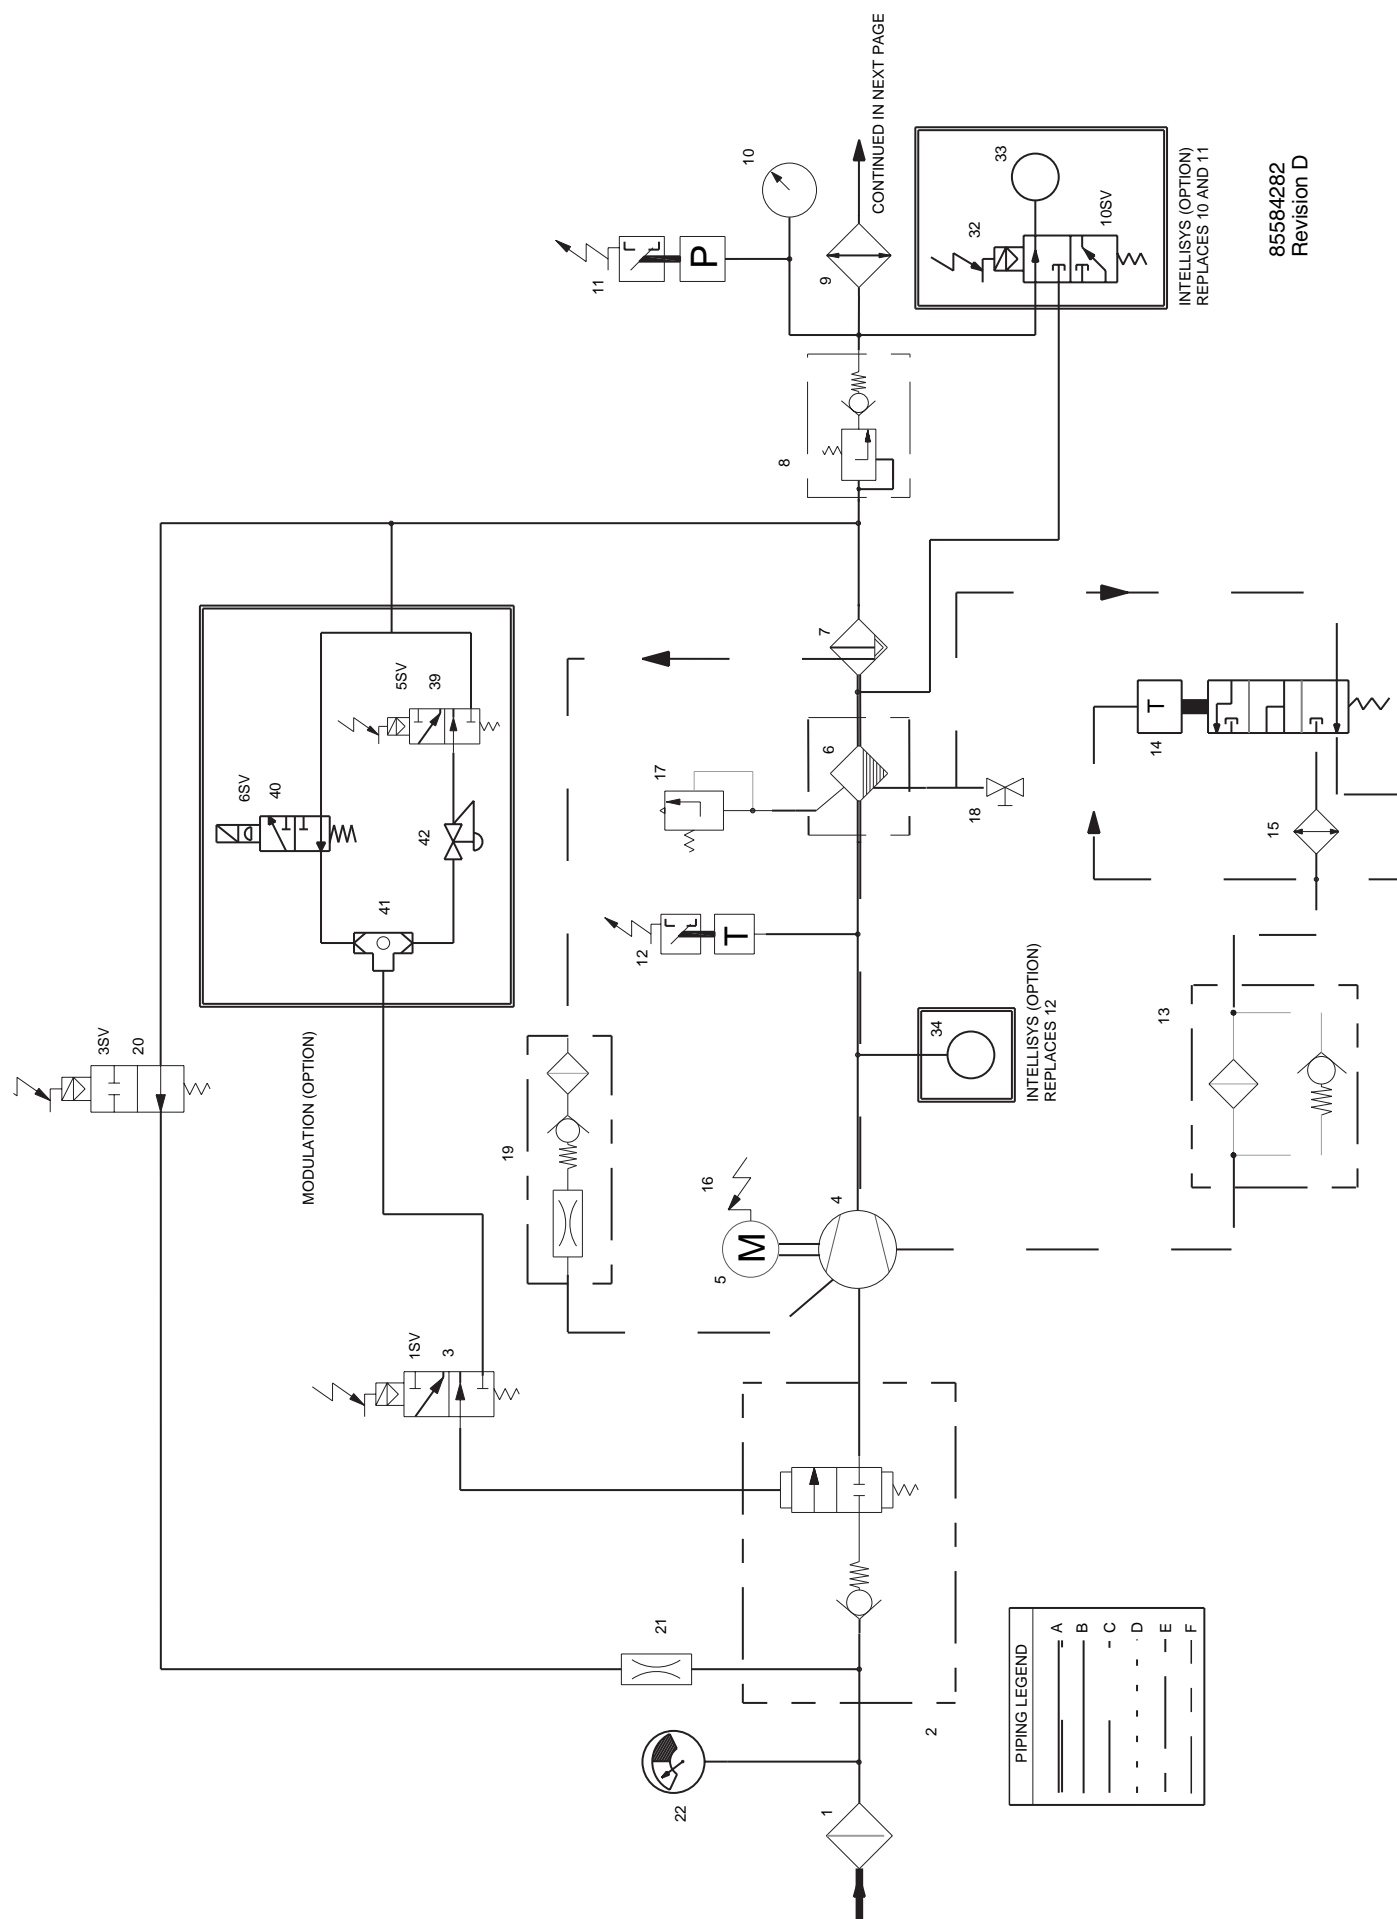 CONTINUED IN NEXT PAGE
10
11
P
9
33
32
10SV
INTELLISYS (OPTION)
REPLACES 10 AND 11
85584282
Revision D
8
7
5SV
39
6SV
40
42
41
MODULATION (OPTION)
3SV
20
17
6
18
T
14
15
12
T
34
INTELLISYS (OPTION)
REPLACES 12
13
19
16
M
5
4
1SV
3
21
2
22
1
PIPING LEGEND
A
B
C
D
E
F